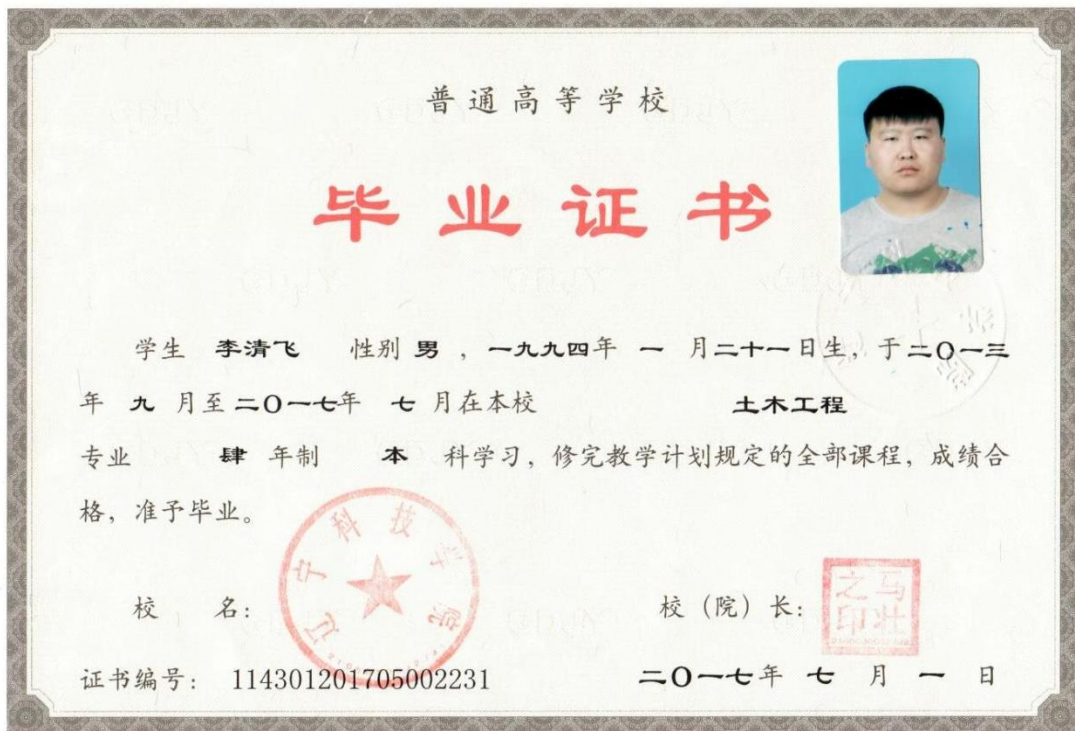 普通高等学校
毕业证书
学生 李清飞 性别 男 ，一九九四年 一 月二十一日生，于二〇一三
年 九 月至二〇一七年 七 月在本校 土木工程
专业 肆 年制 本 科学习，修完教学计划规定的全部课程，成绩合
格，准予毕业。
辽宁科技学院
校 名： 校（院）长： 马壮之印
证书编号： 114301201705002231 二〇一七年 七 月 一 日